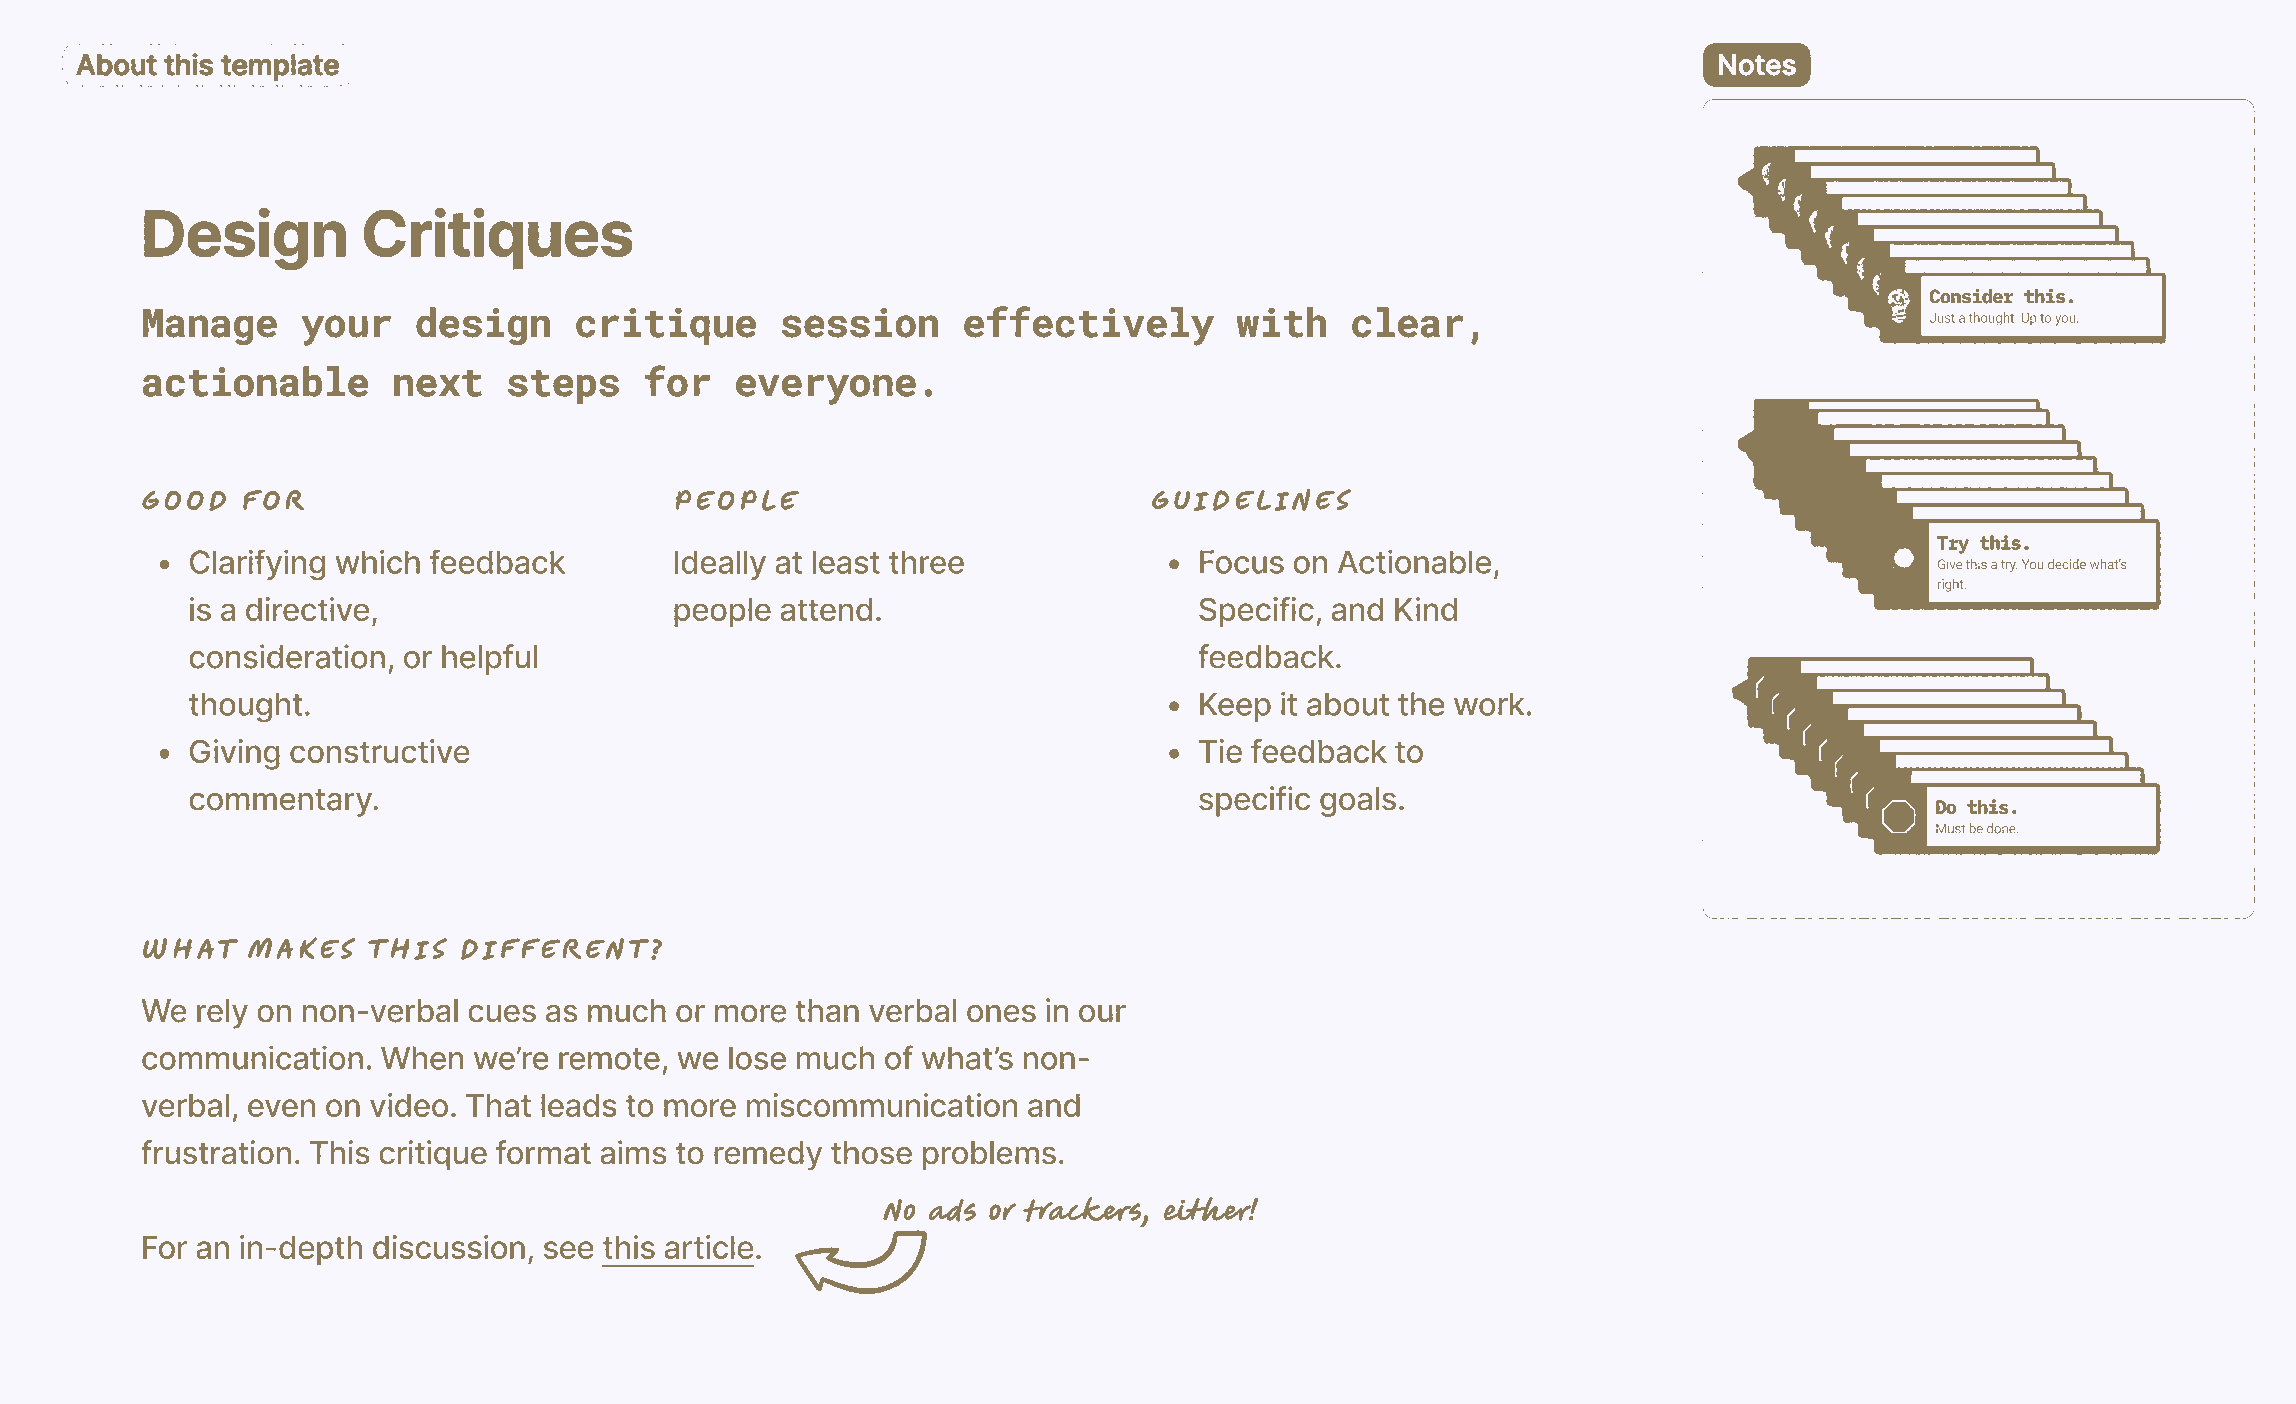 About this template
Design Critiques
Manage your design critique session effectively with clear,
actionable next steps for everyone.
GOOD FOR
• Clarifying which feedback
is a directive,
consideration, or helpful
thought.
• Giving constructive
commentary.
PEOPLE
Ideally at least three
people attend.
GUIDELINES
• Focus on Actionable,
Specific, and Kind
feedback.
• Keep it about the work.
• Tie feedback to
specific goals.
WHAT MAKES THIS DIFFERENT?
We rely on non-verbal cues as much or more than verbal ones in our
communication. When we’re remote, we lose much of what’s non-
verbal, even on video. That leads to more miscommunication and
frustration. This critique format aims to remedy those problems.
No ads or trackers, either!
For an in-depth discussion, see this article.
Notes
Consider this.
Just a thought. Up to you.
Try this.
Give this a try. You decide what’s
right.
Do this.
Must be done.